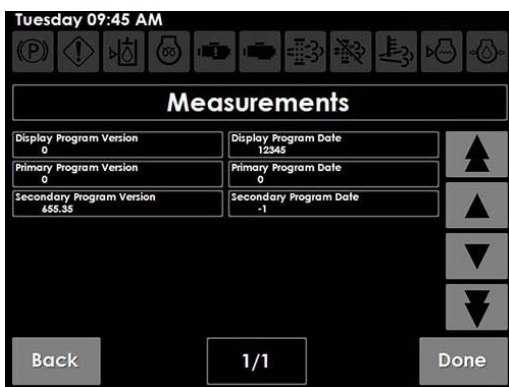 Tuesday 09:45 AM
(P)
Measurements
Display Program Version
0
Display Program Date
12345
Primary Program Version
0
Primary Program Date
0
Secondary Program Version
655.35
Secondary Program Date
-1
Back
1/1
Done